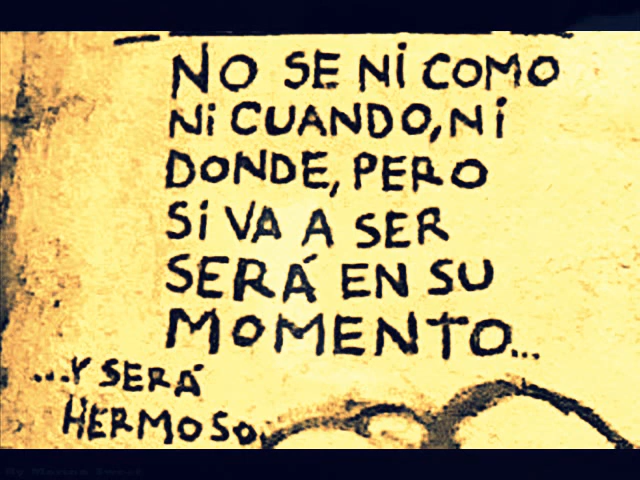 NO SE NI COMO
NI CUANDO, NI
DONDE, PERO
SI VA A SER
SERÁ EN SU
MOMENTO...
...Y SERÁ
HERMOSO